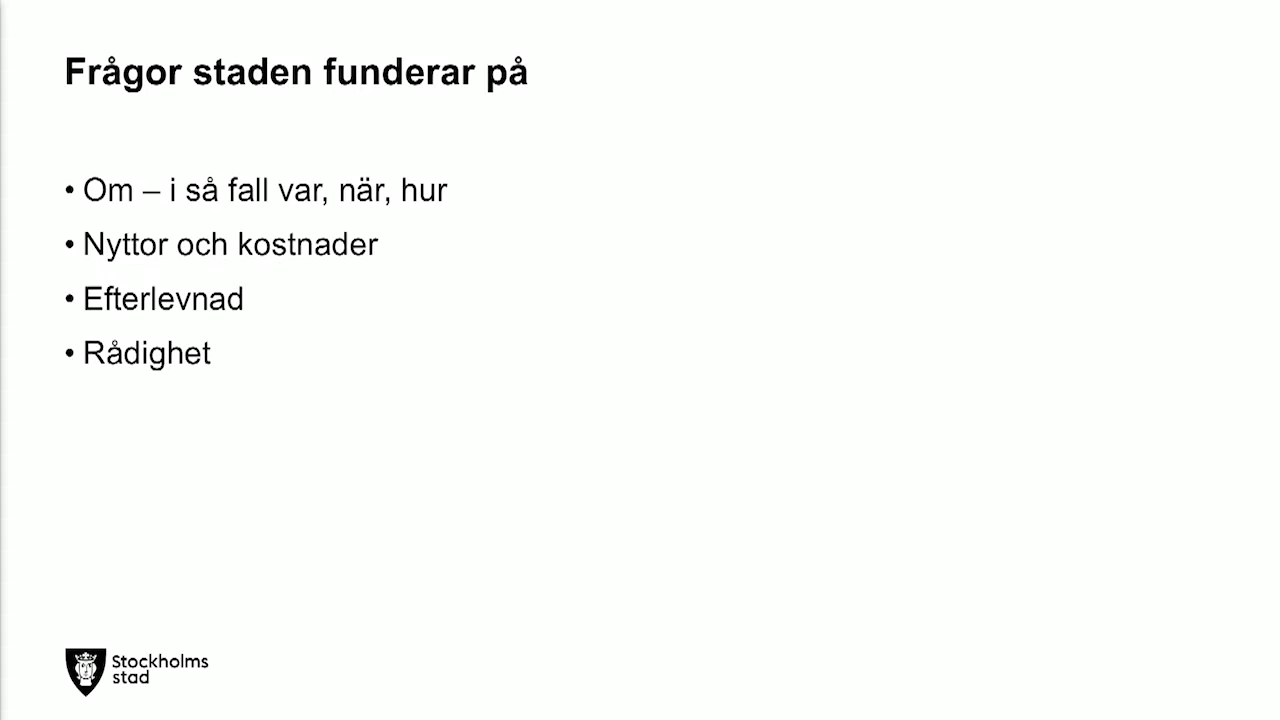 Frågor staden funderar på
• Om – i så fall var, när, hur
• Nyttor och kostnader
• Efterlevnad
• Rådighet
Stockholms
stad